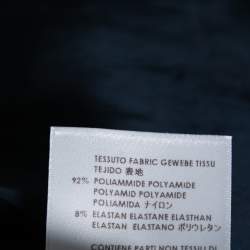 TESSUTO FABRIC GEWEBE TISSU
TEJIDO 表地
92% POLIAMMIDE POLYAMIDE
POLYAMID POLYAMIDE
POLIAMIDA ナイロン
8% ELASTAN ELASTANE ELASTHAN
ELASTAN ELASTANO ポリウレタン
CONTIENE PARTI NON TESSILI DI